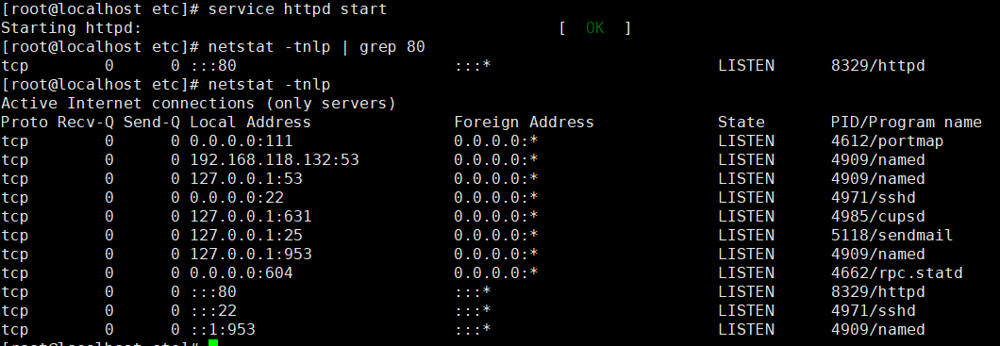 [root@localhost etc]# service httpd start
Starting httpd:                                            [  OK  ]
[root@localhost etc]# netstat -tnlp | grep 80
tcp        0      0 :::80                       :::*                        LISTEN      8329/httpd
[root@localhost etc]# netstat -tnlp
Active Internet connections (only servers)
Proto Recv-Q Send-Q Local Address               Foreign Address             State       PID/Program name
tcp        0      0 0.0.0.0:111                 0.0.0.0:*                   LISTEN      4612/portmap
tcp        0      0 192.168.118.132:53          0.0.0.0:*                   LISTEN      4909/named
tcp        0      0 127.0.0.1:53                0.0.0.0:*                   LISTEN      4909/named
tcp        0      0 0.0.0.0:22                  0.0.0.0:*                   LISTEN      4971/sshd
tcp        0      0 127.0.0.1:631               0.0.0.0:*                   LISTEN      4985/cupsd
tcp        0      0 127.0.0.1:25                0.0.0.0:*                   LISTEN      5118/sendmail
tcp        0      0 127.0.0.1:953               0.0.0.0:*                   LISTEN      4909/named
tcp        0      0 0.0.0.0:604                 0.0.0.0:*                   LISTEN      4662/rpc.statd
tcp        0      0 :::80                       :::*                        LISTEN      8329/httpd
tcp        0      0 :::22                       :::*                        LISTEN      4971/sshd
tcp        0      0 ::1:953                     :::*                        LISTEN      4909/named
[root@localhost etc]#